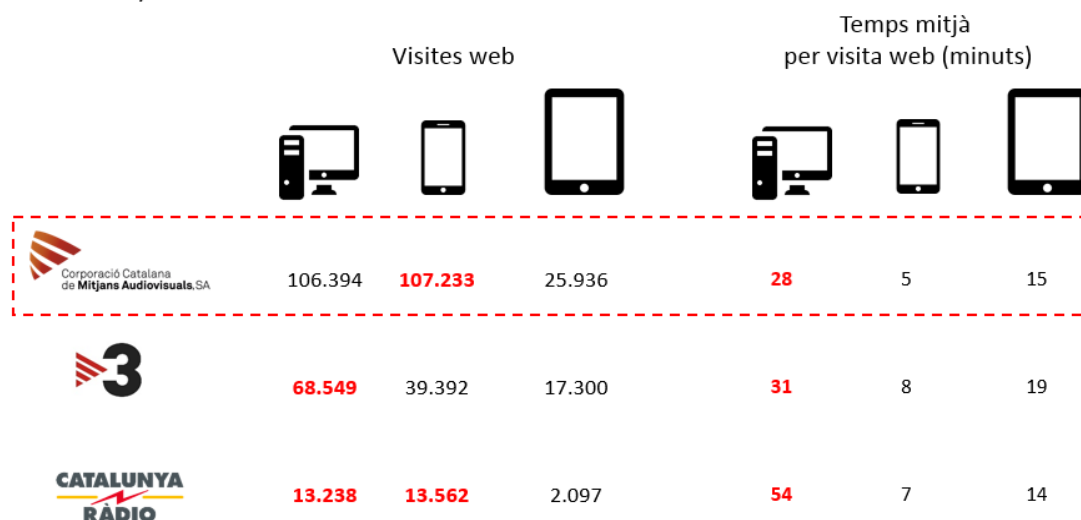 Visites web
Temps mitjà
per visita web (minuts)
Corporació Catalana
de Mitjans Audiovisuals, SA
106.394 107.233 25.936 28 5 15
3
68.549 39.392 17.300 31 8 19
CATALUNYA
RÀDIO
13.238 13.562 2.097 54 7 14